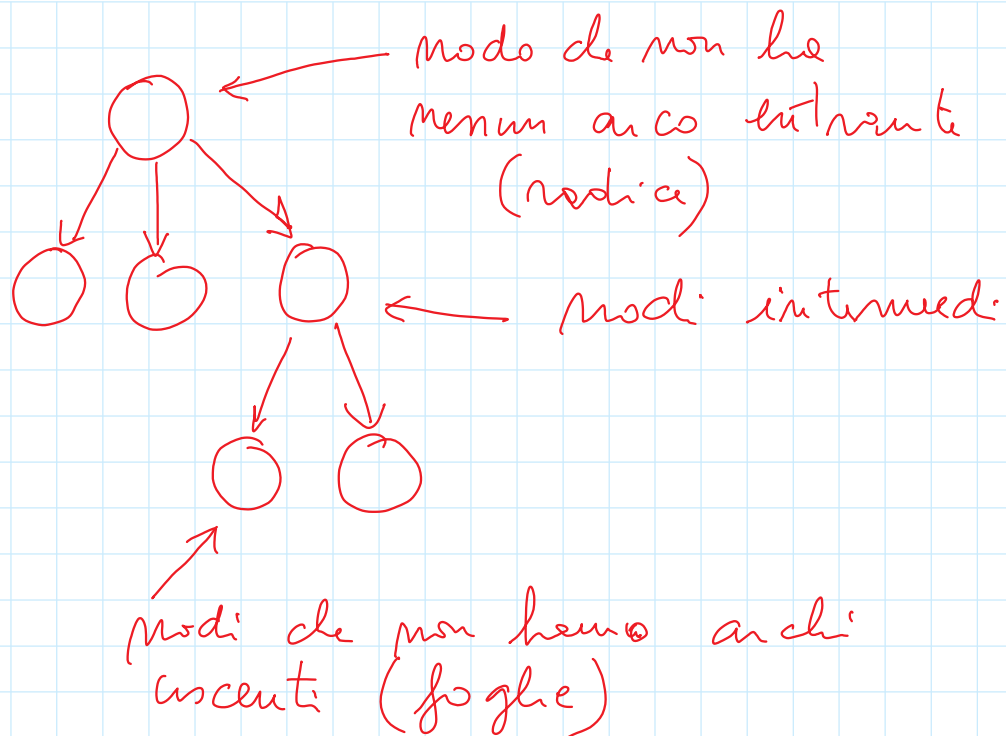 nodo che non ha
nessun arco entrante
(radice)
nodi intermedi
nodi che non hanno archi
uscenti (foglie)